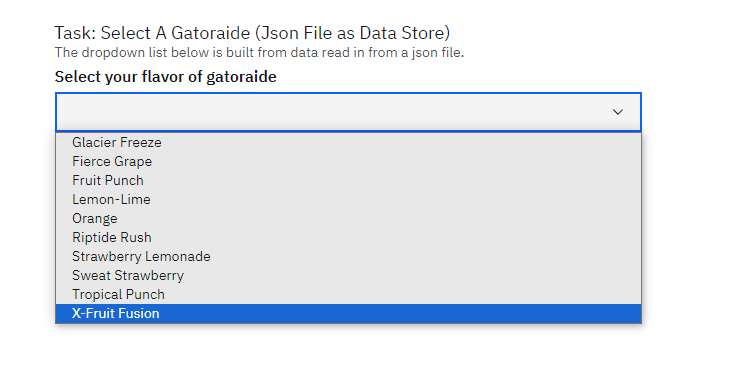 Task: Select A Gatoraide (Json File as Data Store)
The dropdown list below is built from data read in from a json file.
Select your flavor of gatoraide
Glacier Freeze
Fierce Grape
Fruit Punch
Lemon-Lime
Orange
Riptide Rush
Strawberry Lemonade
Sweat Strawberry
Tropical Punch
X-Fruit Fusion